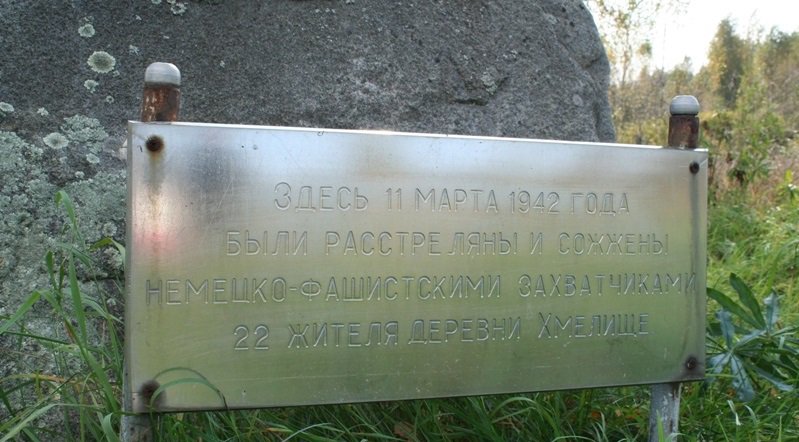 Здесь 11 марта 1942 года
были расстреляны и сожжены
немецко-фашистскими захватчиками
22 жителя деревни Хмелище